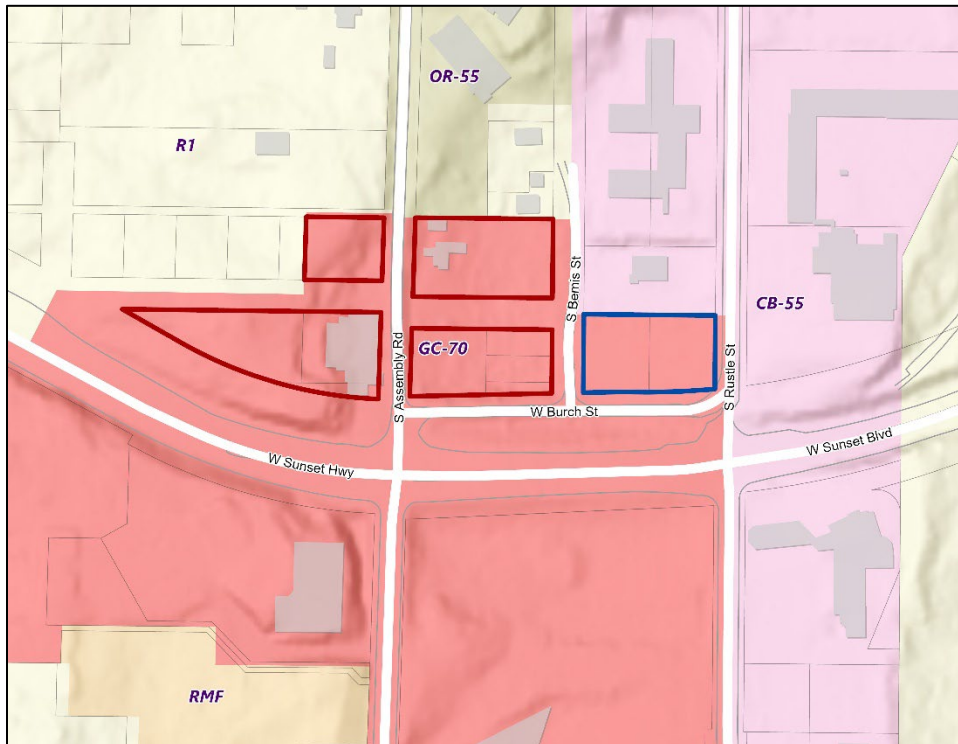 OR-55
R1
S Bemis St
CB-55
S Assembly Rd
GC-70
S Rustle St
W Burch St
W Sunset Blvd
W Sunset Hwy
RMF